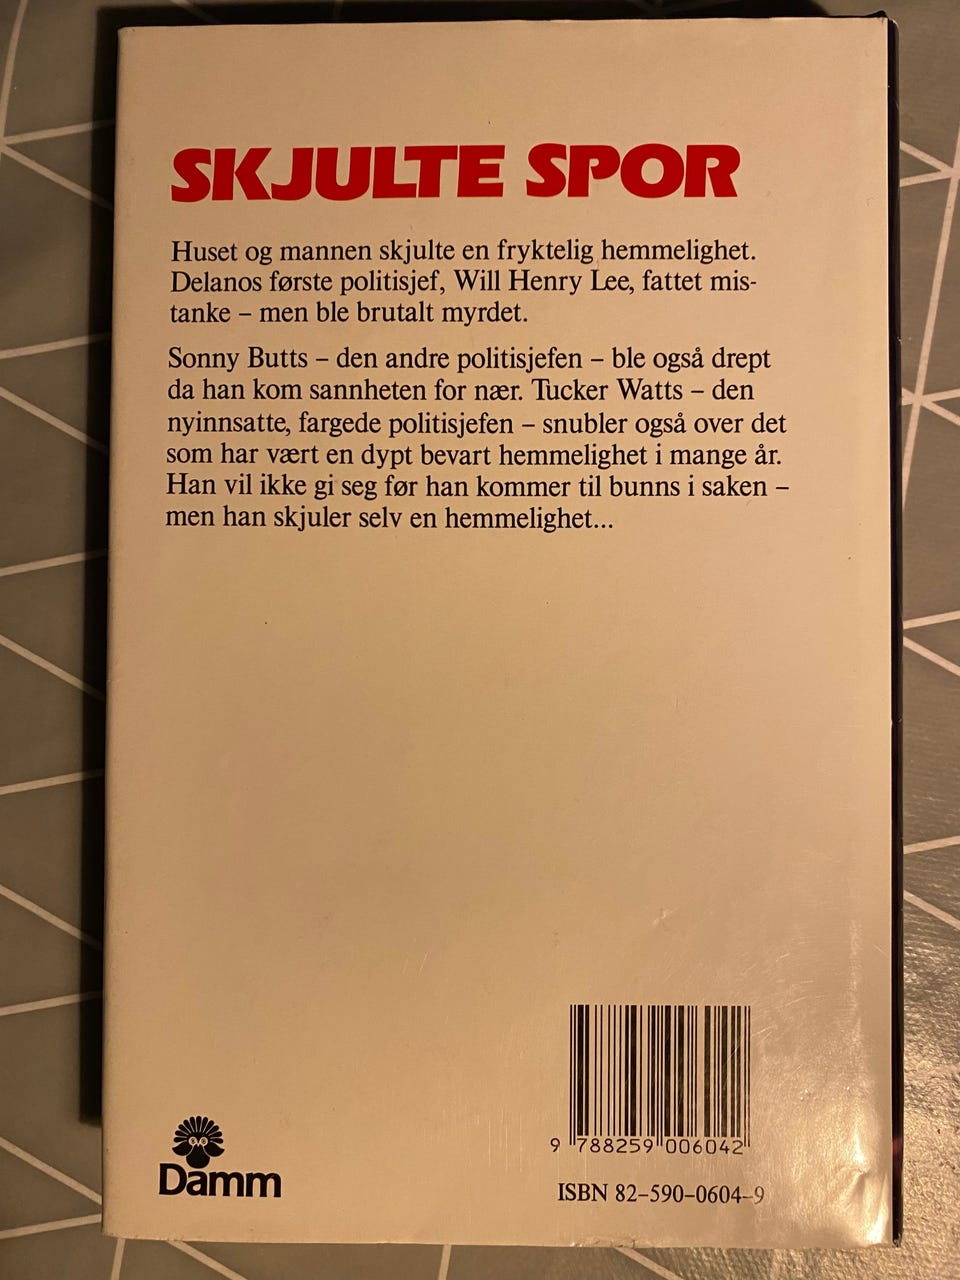 SKJULTE SPOR
Huset og mannen skjulte en fryktelig hemmelighet.
Delanos første politisjef, Will Henry Lee, fattet mis-
tanke – men ble brutalt myrdet.
Sonny Butts – den andre politisjefen – ble også drept
da han kom sannheten for nær. Tucker Watts – den
nyinnsatte, fargede politisjefen – snubler også over det
som har vært en dypt bevart hemmelighet i mange år.
Han vil ikke gi seg før han kommer til bunns i saken –
men han skjuler selv en hemmelighet...
9 788259 006042
Damm
ISBN 82–590–0604–9